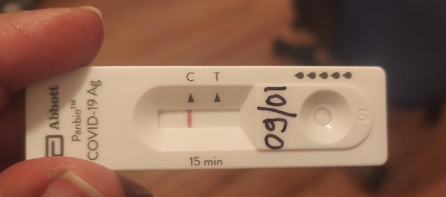 Abbott
Panbio™
COVID-19 Ag
C T
15 min
09/01
S